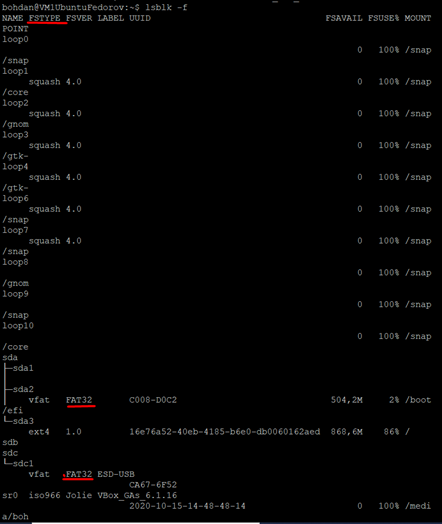 bohdan@VM1UbuntuFedorov:~$ lsblk -f
NAME FSTYPE FSVER LABEL UUID FSAVAIL FSUSE% MOUNT
POINT
loop0
0 100% /snap
/snap
loop1
squash 4.0 0 100% /snap
/core
loop2
squash 4.0 0 100% /snap
/gnom
loop3
squash 4.0 0 100% /snap
/gtk-
loop4
squash 4.0 0 100% /snap
/gtk-
loop6
squash 4.0 0 100% /snap
/snap
loop7
squash 4.0 0 100% /snap
/snap
loop8
0 100% /snap
/gnom
loop9
0 100% /snap
/snap
loop10
0 100% /snap
/core
sda
├─sda1
├─sda2
vfat FAT32 C008-D0C2 504,2M 2% /boot
/efi
└─sda3
ext4 1.0 16e76a52-40eb-4185-b6e0-db0060162aed 868,6M 86% /
sdb
sdc
└─sdc1
vfat FAT32 ESD-USB
CA67-6F52
sr0 iso966 Jolie VBox_GAs_6.1.16
2020-10-15-14-48-48-14 0 100% /medi
a/boh